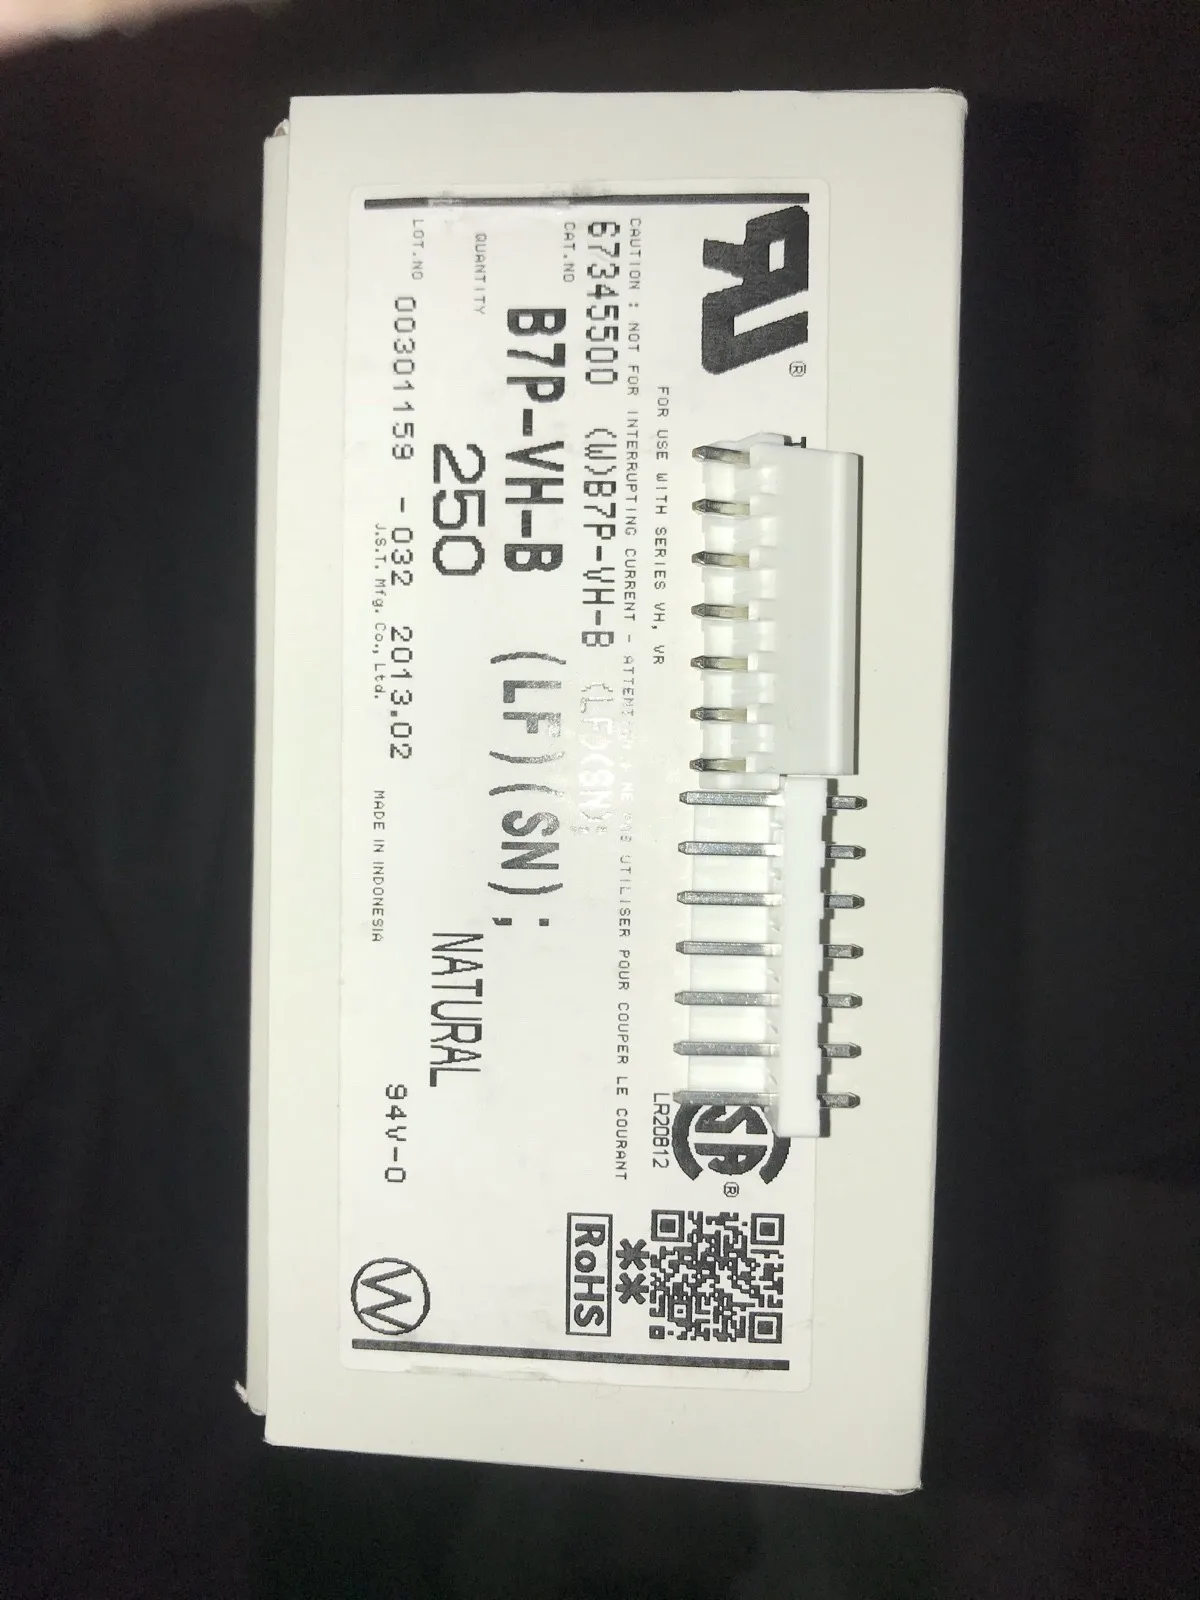 ®
FOR USE WITH SERIES VH, VR
LR20812
®
CAUTION : NOT FOR INTERRUPTING CURRENT - ATTENTION : NE PAS UTILISER POUR COUPER LE COURANT
67345500 (W)B7P-VH-B (LF)(SN);
**
CAT.NO B7P-VH-B (LF)(SN);
RoHS
QUANTITY 250 NATURAL
LOT.NO 00301159 -032 2013.02 94V-0
J.S.T. Mfg. Co., Ltd. MADE IN INDONESIA
W